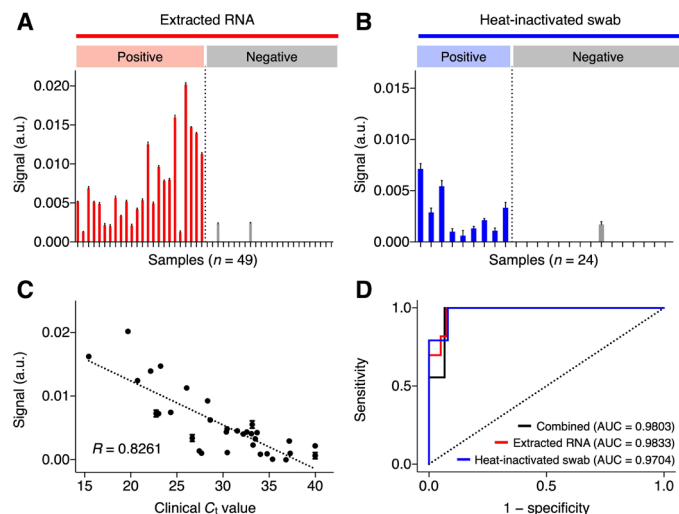 A
Extracted RNA
Positive
Negative
Signal (a.u.)
0.020
0.015
0.010
0.005
0.000
Samples (n = 49)
B
Heat-inactivated swab
Positive
Negative
Signal (a.u.)
0.015
0.010
0.005
0.000
Samples (n = 24)
C
Signal (a.u.)
0.02
0.01
0.00
R = 0.8261
15
20
25
30
35
40
Clinical Ct value
D
Sensitivity
1.0
0.5
0.0
Combined (AUC = 0.9803)
Extracted RNA (AUC = 0.9833)
Heat-inactivated swab (AUC = 0.9704)
0.0
0.5
1.0
1 − specificity